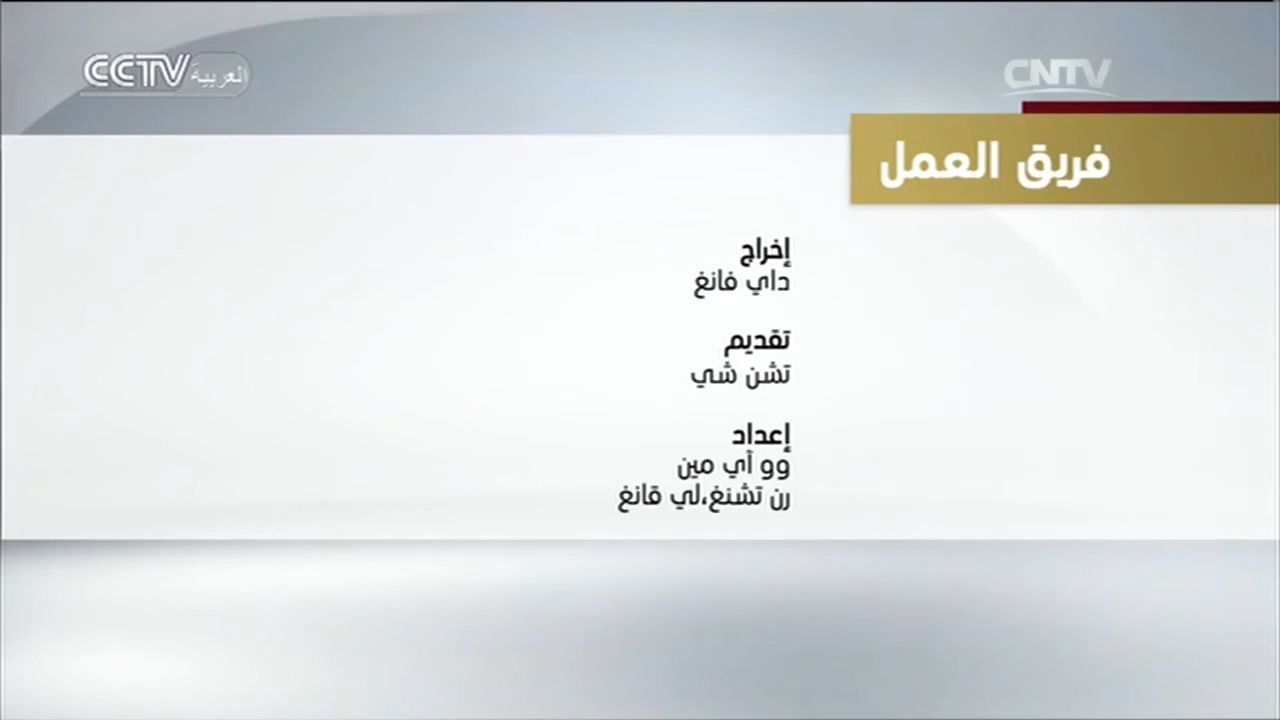 CCTV العربية
CNTV
فريق العمل
إخراج
داي فانغ
تقديم
تشن شي
إعداد
وو آي مين
رن تشنغ،لي قانغ